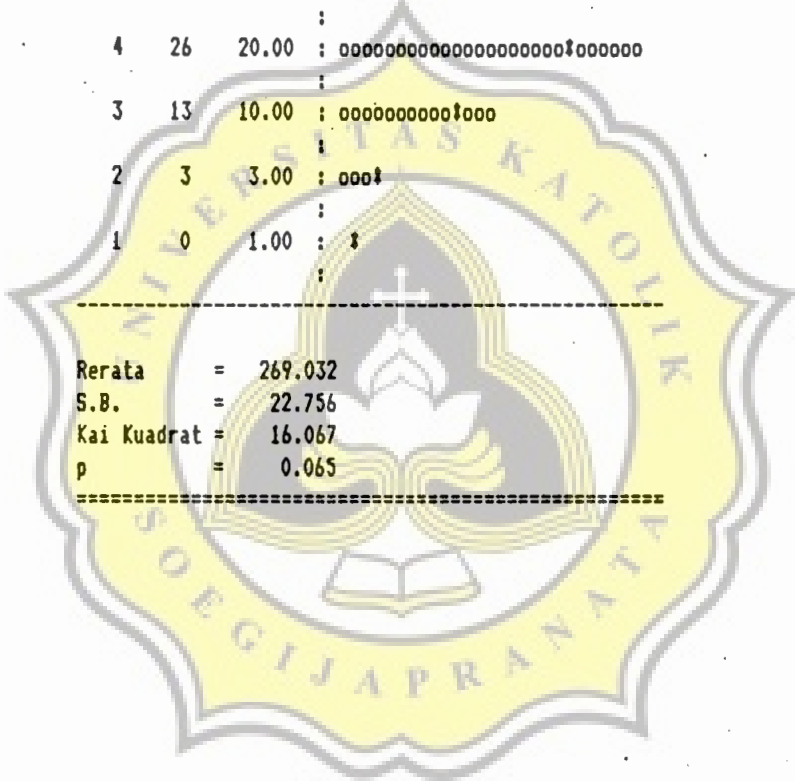 :
4 26 20.00 : oooooooooooooooooooo*oooooo
:
3 13 10.00 : oooooooooo*ooo
:
2 3 3.00 : ooo*
:
1 0 1.00 : *
:
--------------------------------------------------
Rerata = 269.032
S.B. = 22.756
Kai Kuadrat = 16.067
p = 0.065
==================================================
UNIVERSITAS KATOLIK
SOEGIJAPRANATA